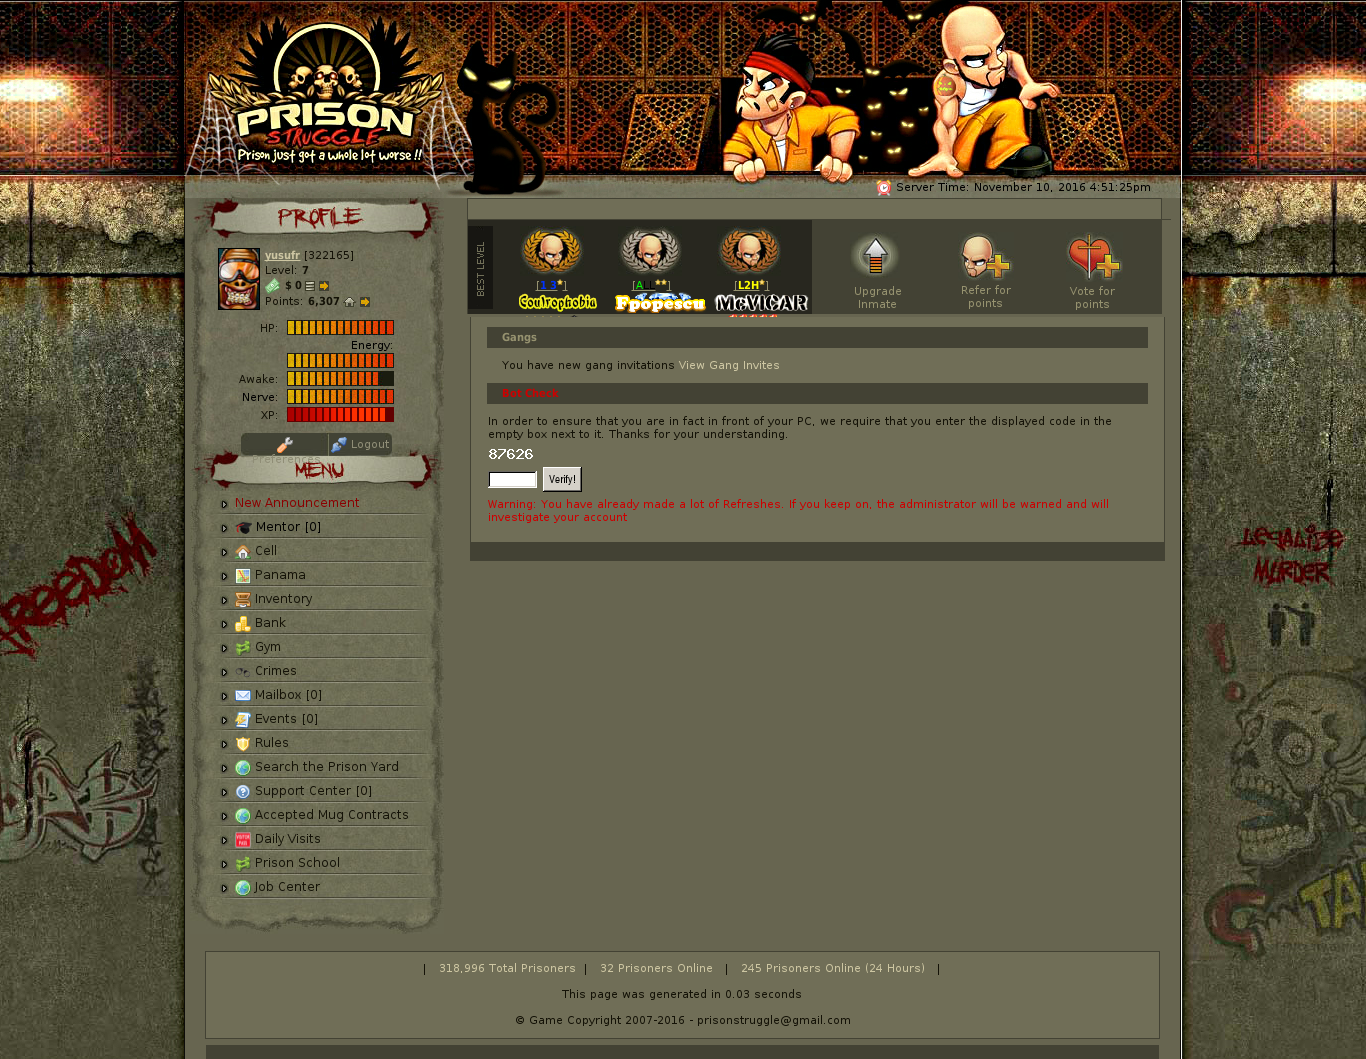 PRISON
STRUGGLE
Prison just got a whole lot worse !!
Server Time: November 10, 2016 4:51:25pm
PROFILE
yusufr [322165]
Level: 7
$ 0
Points: 6,307
HP:
Energy:
Awake:
Nerve:
XP:
Preferences
Logout
MENU
New Announcement
Mentor [0]
Cell
Panama
Inventory
Bank
Gym
Crimes
Mailbox [0]
Events [0]
Rules
Search the Prison Yard
Support Center [0]
Accepted Mug Contracts
Daily Visits
Prison School
Job Center
BEST LEVEL
Controphobia
Fpopescu
[L2H*]
McVICAR
Upgrade
Inmate
Refer for
points
Vote for
points
Gangs
You have new gang invitations View Gang Invites
Bot Check
In order to ensure that you are in fact in front of your PC, we require that you enter the displayed code in the
empty box next to it. Thanks for your understanding.
87626
Verify!
Warning: You have already made a lot of Refreshes. If you keep on, the administrator will be warned and will
investigate your account
FREEDOM
LEGALIZE
MURDER
| 318,996 Total Prisoners | 32 Prisoners Online | 245 Prisoners Online (24 Hours) |
This page was generated in 0.03 seconds
© Game Copyright 2007-2016 - prisonstruggle@gmail.com